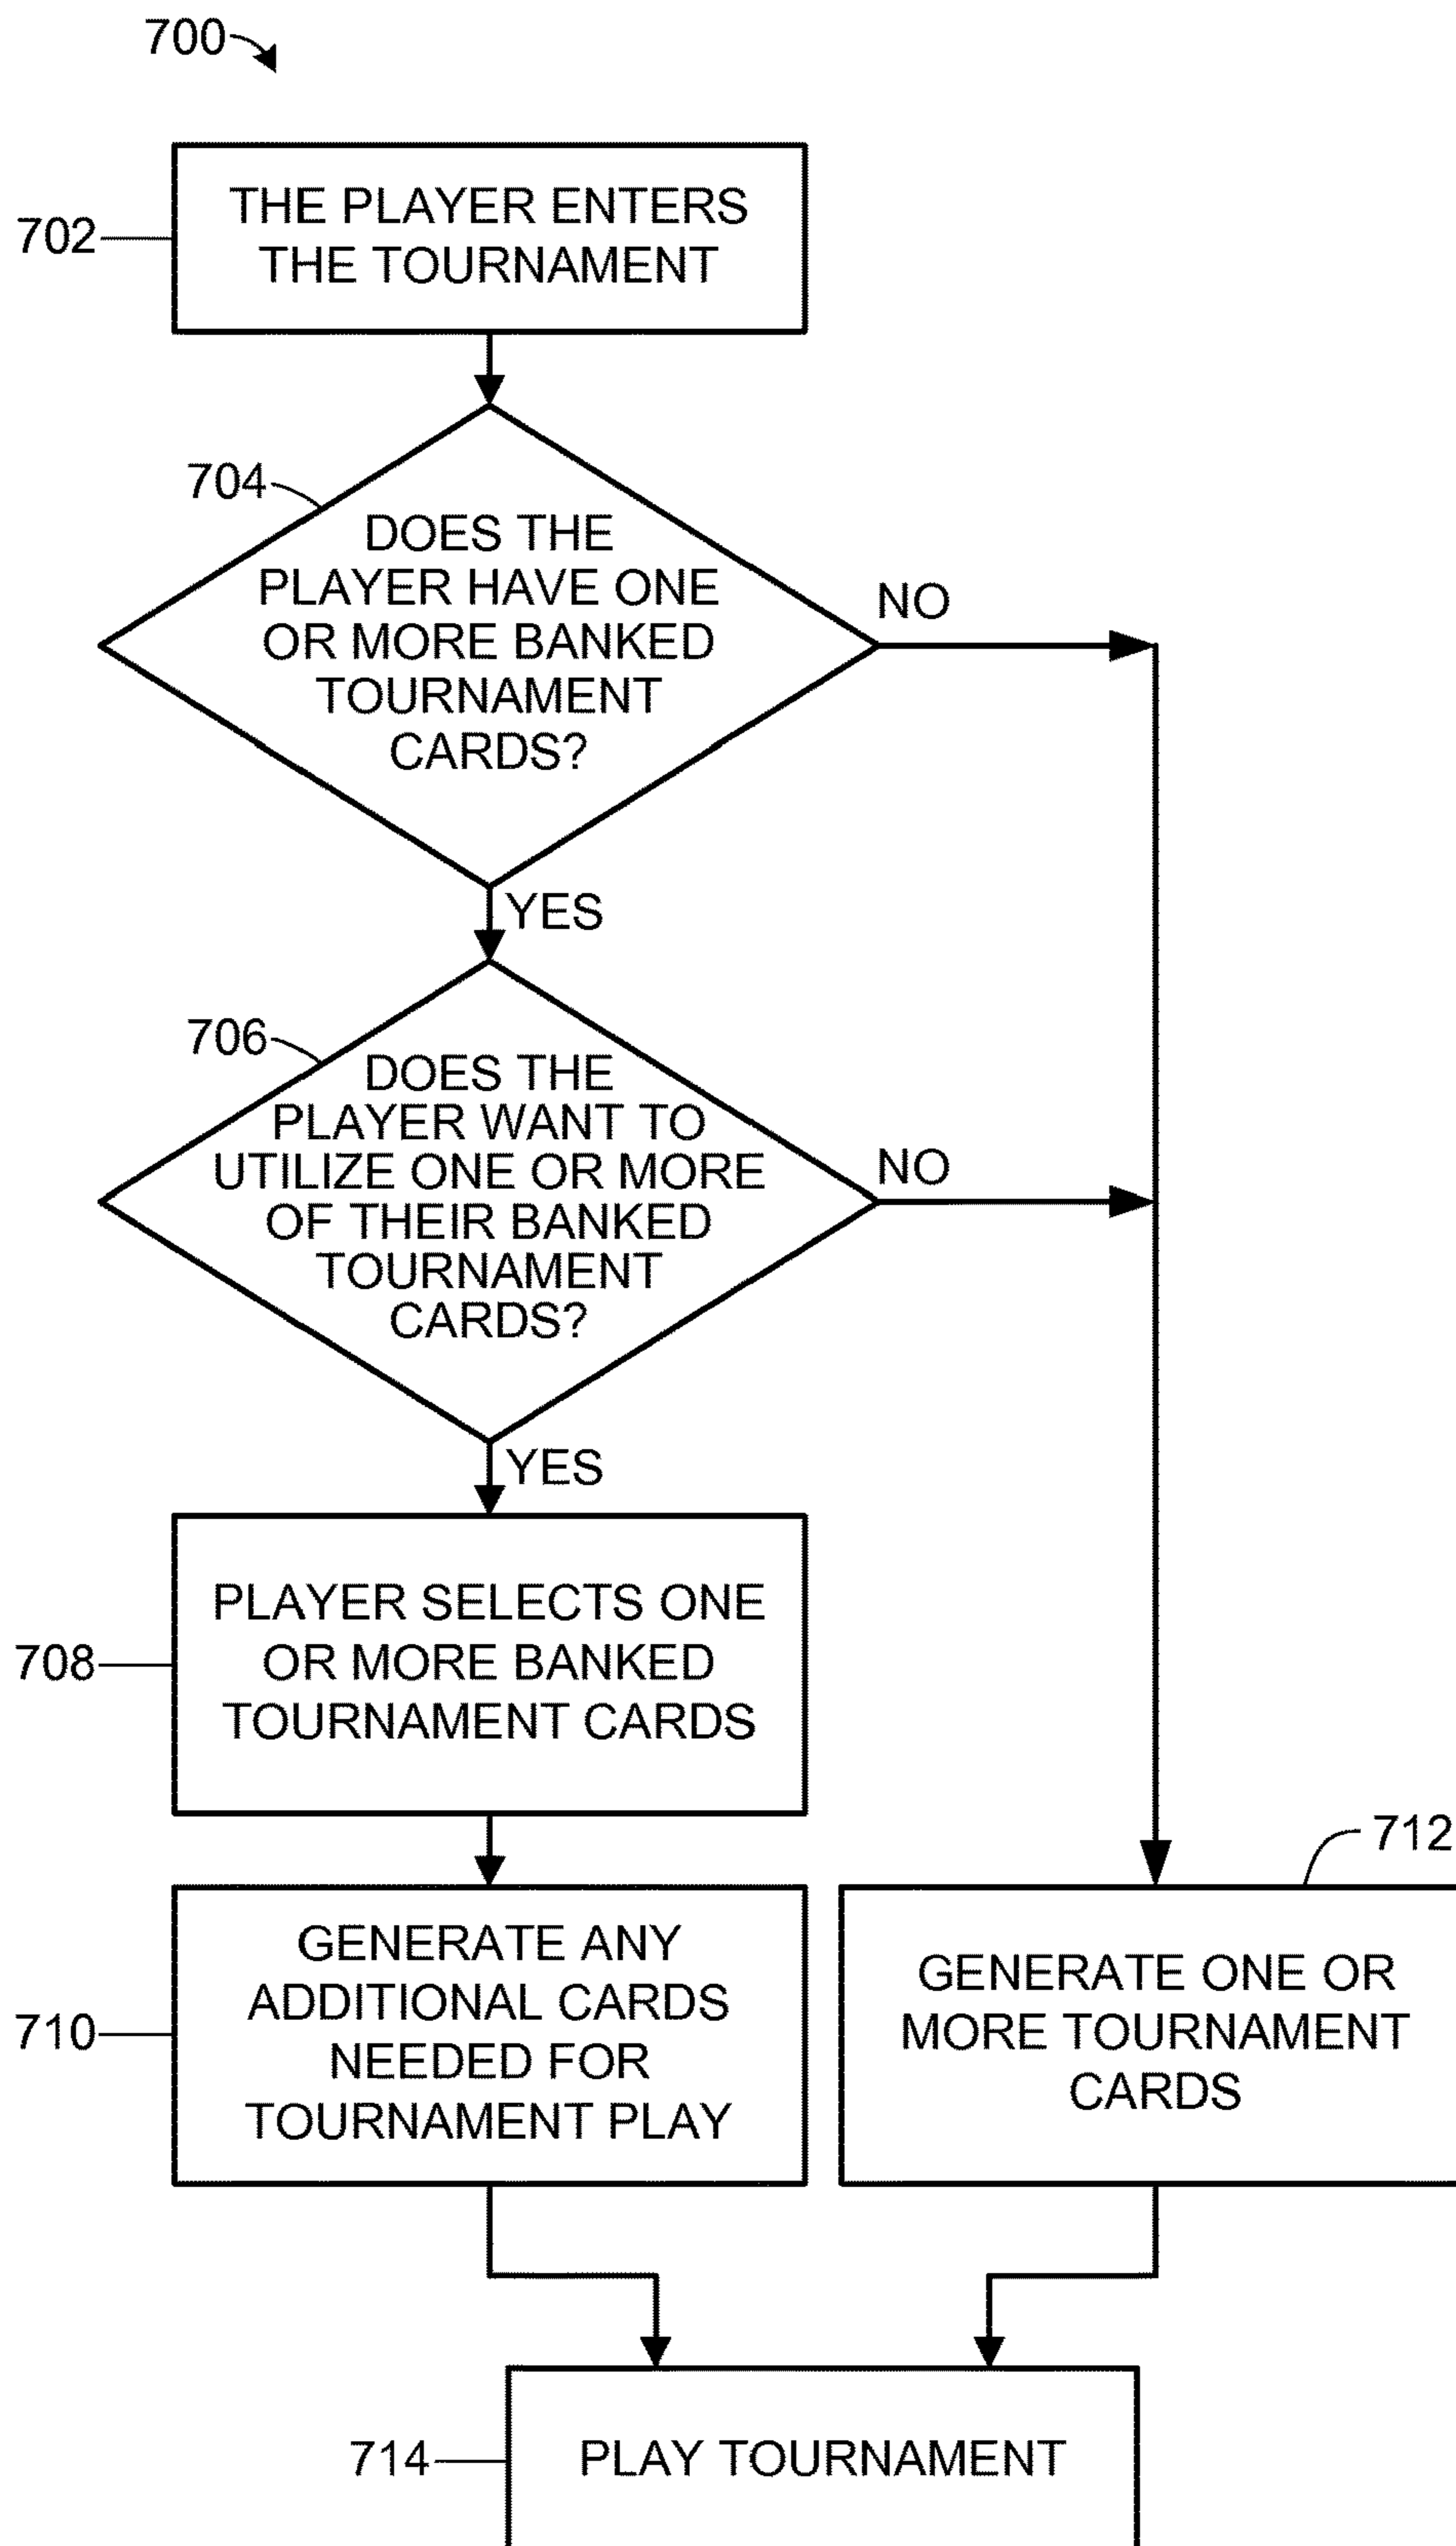 700
702
THE PLAYER ENTERS
THE TOURNAMENT
704
DOES THE
PLAYER HAVE ONE
OR MORE BANKED
TOURNAMENT
CARDS?
NO
YES
706
DOES THE
PLAYER WANT TO
UTILIZE ONE OR MORE
OF THEIR BANKED
TOURNAMENT
CARDS?
NO
YES
708
PLAYER SELECTS ONE
OR MORE BANKED
TOURNAMENT CARDS
710
GENERATE ANY
ADDITIONAL CARDS
NEEDED FOR
TOURNAMENT PLAY
712
GENERATE ONE OR
MORE TOURNAMENT
CARDS
714
PLAY TOURNAMENT